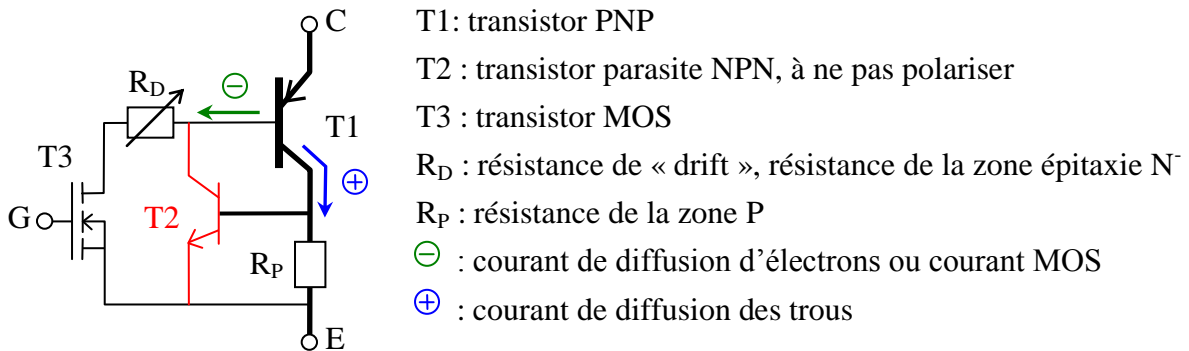 C
T1: transistor PNP
R_D
⊖
T2 : transistor parasite NPN, à ne pas polariser
T1
T3 : transistor MOS
T3
⊕
R_D : résistance de « drift », résistance de la zone épitaxie N⁻
G
T2
R_P : résistance de la zone P
R_P
⊖ : courant de diffusion d’électrons ou courant MOS
⊕ : courant de diffusion des trous
E